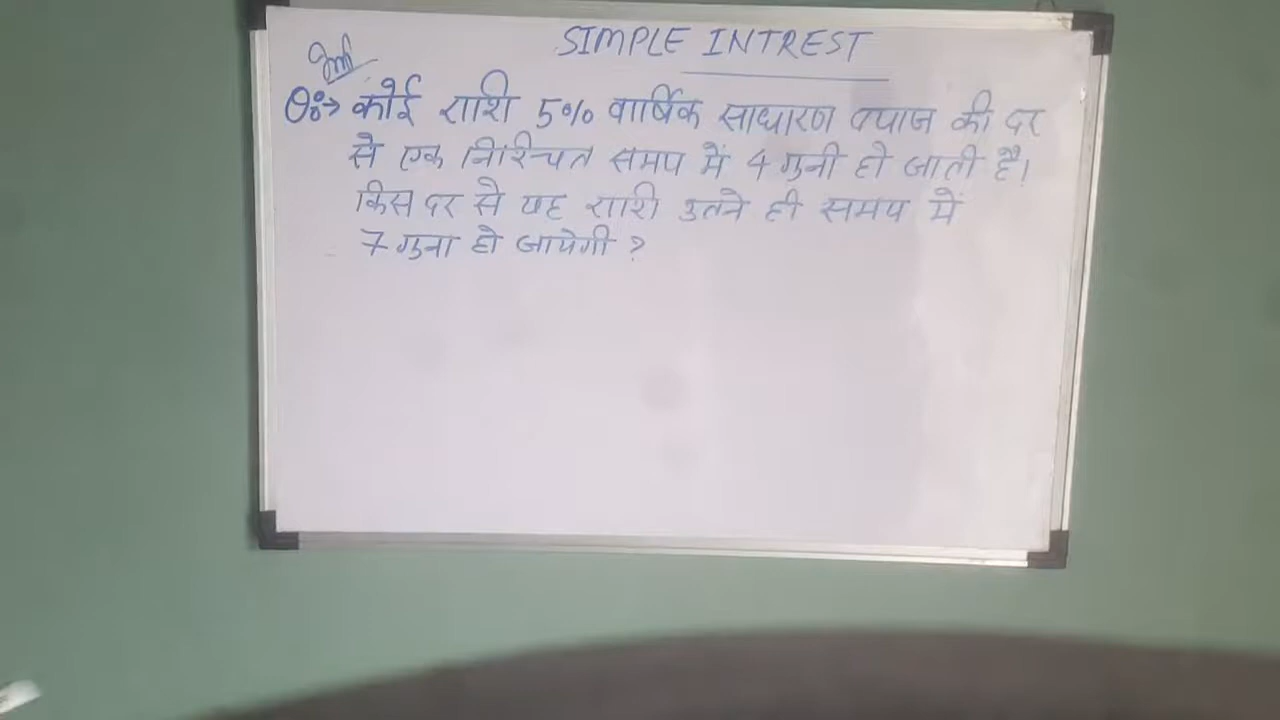 SIMPLE INTREST
Q:→ कोई राशि 5% वार्षिक साधारण ब्याज की दर
से एक निश्चित समय में 4 गुनी हो जाती है।
किस दर से यह राशी उतने ही समय में
7 गुना हो जायेगी ?